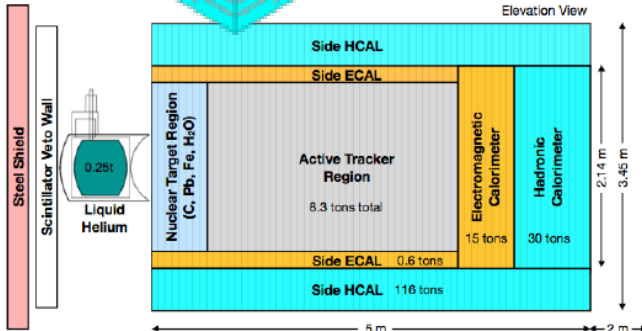 Elevation View
Side HCAL
Side ECAL
Steel Shield
Scintillator Veto Wall
0.25t
Liquid
Helium
Nuclear Target Region
(C, Pb, Fe, H₂O)
Active Tracker
Region
8.3 tons total
Electromagnetic
Calorimeter
15 tons
Hadronic
Calorimeter
30 tons
2.14 m
3.45 m
Side ECAL 0.6 tons
Side HCAL 116 tons
5 m
2 m